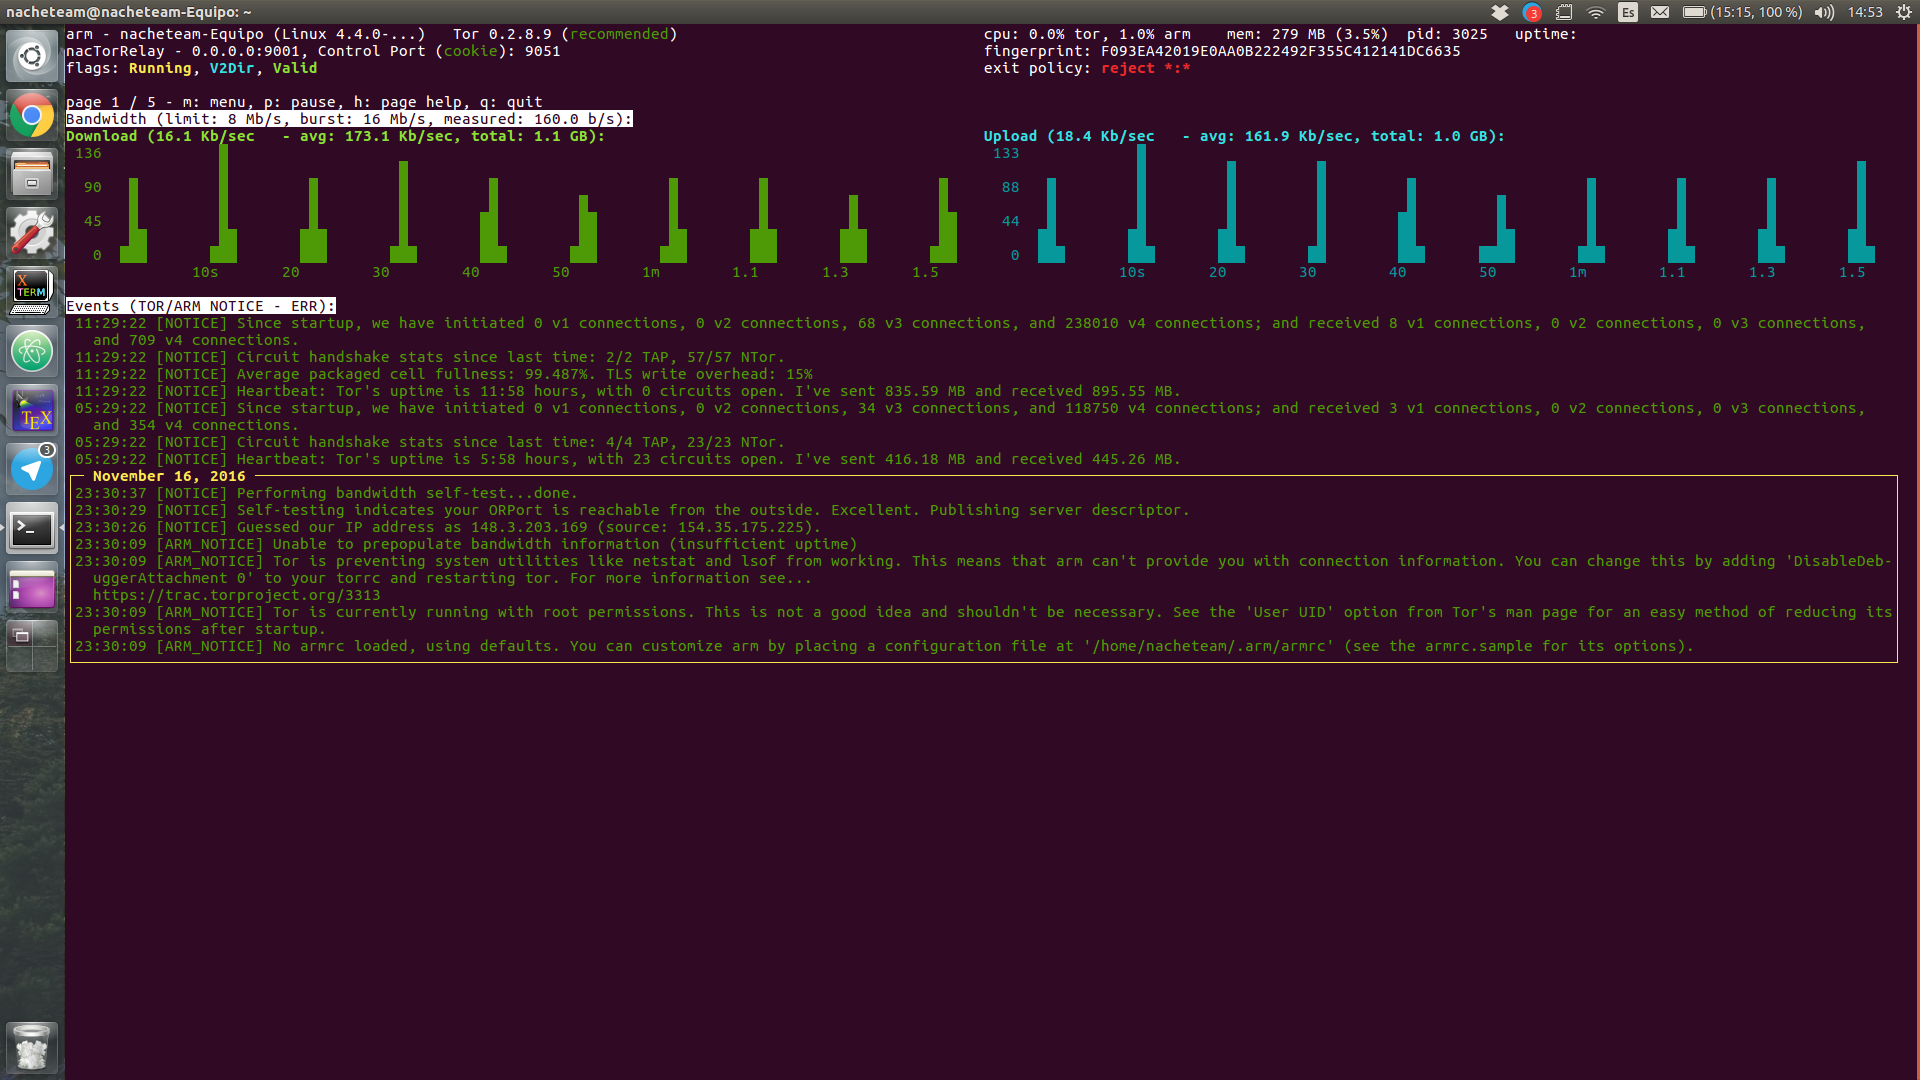 nacheteam@nacheteam-Equipo: ~
3 Es (15:15, 100 %) 14:53
arm - nacheteam-Equipo (Linux 4.4.0-...)   Tor 0.2.8.9 (recommended)
cpu: 0.0% tor, 1.0% arm    mem: 279 MB (3.5%)  pid: 3025   uptime:
nacTorRelay - 0.0.0.0:9001, Control Port (cookie): 9051
fingerprint: F093EA42019E0AA0B222492F355C412141DC6635
flags: Running, V2Dir, Valid
exit policy: reject *:*
page 1 / 5 - m: menu, p: pause, h: page help, q: quit
Bandwidth (limit: 8 Mb/s, burst: 16 Mb/s, measured: 160.0 b/s):
Download (16.1 Kb/sec   - avg: 173.1 Kb/sec, total: 1.1 GB):
136
90
45
0
10s 20 30 40 50 1m 1.1 1.3 1.5
Upload (18.4 Kb/sec   - avg: 161.9 Kb/sec, total: 1.0 GB):
133
88
44
0
10s 20 30 40 50 1m 1.1 1.3 1.5
Events (TOR/ARM NOTICE - ERR):
11:29:22 [NOTICE] Since startup, we have initiated 0 v1 connections, 0 v2 connections, 68 v3 connections, and 238010 v4 connections; and received 8 v1 connections, 0 v2 connections, 0 v3 connections,
and 709 v4 connections.
11:29:22 [NOTICE] Circuit handshake stats since last time: 2/2 TAP, 57/57 NTor.
11:29:22 [NOTICE] Average packaged cell fullness: 99.487%. TLS write overhead: 15%
11:29:22 [NOTICE] Heartbeat: Tor's uptime is 11:58 hours, with 0 circuits open. I've sent 835.59 MB and received 895.55 MB.
05:29:22 [NOTICE] Since startup, we have initiated 0 v1 connections, 0 v2 connections, 34 v3 connections, and 118750 v4 connections; and received 3 v1 connections, 0 v2 connections, 0 v3 connections,
and 354 v4 connections.
05:29:22 [NOTICE] Circuit handshake stats since last time: 4/4 TAP, 23/23 NTor.
05:29:22 [NOTICE] Heartbeat: Tor's uptime is 5:58 hours, with 23 circuits open. I've sent 416.18 MB and received 445.26 MB.
November 16, 2016
23:30:37 [NOTICE] Performing bandwidth self-test...done.
23:30:29 [NOTICE] Self-testing indicates your ORPort is reachable from the outside. Excellent. Publishing server descriptor.
23:30:26 [NOTICE] Guessed our IP address as 148.3.203.169 (source: 154.35.175.225).
23:30:09 [ARM_NOTICE] Unable to prepopulate bandwidth information (insufficient uptime)
23:30:09 [ARM_NOTICE] Tor is preventing system utilities like netstat and lsof from working. This means that arm can't provide you with connection information. You can change this by adding 'DisableDeb-
uggerAttachment 0' to your torrc and restarting tor. For more information see...
https://trac.torproject.org/3313
23:30:09 [ARM_NOTICE] Tor is currently running with root permissions. This is not a good idea and shouldn't be necessary. See the 'User UID' option from Tor's man page for an easy method of reducing its
permissions after startup.
23:30:09 [ARM_NOTICE] No armrc loaded, using defaults. You can customize arm by placing a configuration file at '/home/nacheteam/.arm/armrc' (see the armrc.sample for its options).
X
TERM
TEX
3
>_